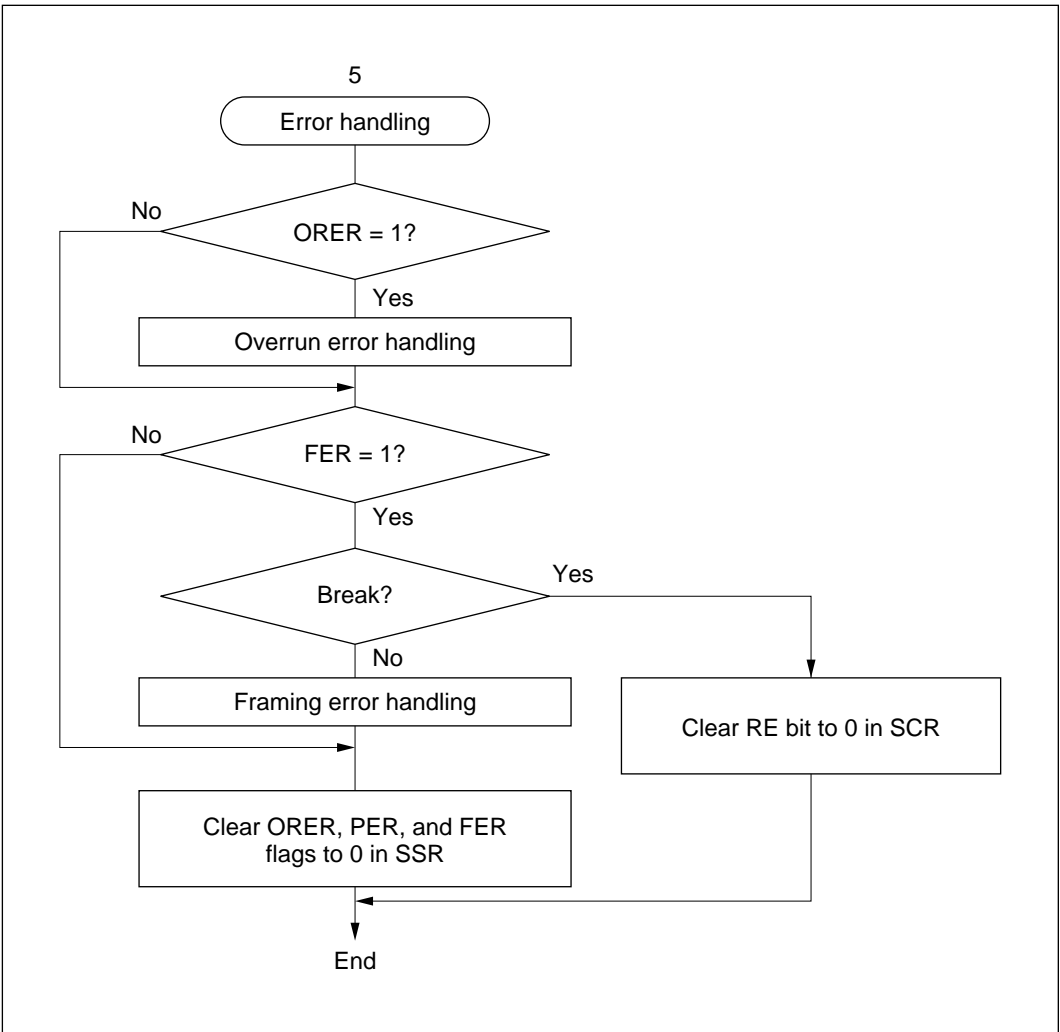 5
Error handling
No
ORER = 1?
Yes
Overrun error handling
No
FER = 1?
Yes
Break?
Yes
No
Framing error handling
Clear RE bit to 0 in SCR
Clear ORER, PER, and FER
flags to 0 in SSR
End